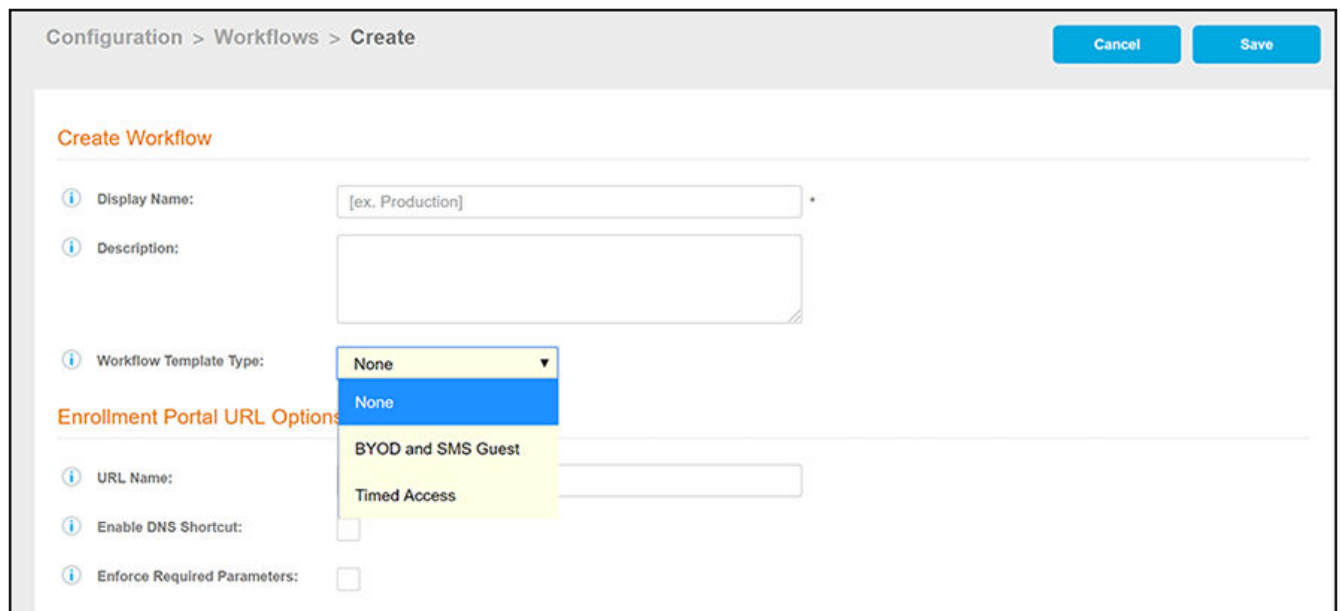 Configuration > Workflows > Create
Cancel
Save
Create Workflow
Display Name:
[ex. Production]
*
Description:
Workflow Template Type:
None
None
Enrollment Portal URL Options
BYOD and SMS Guest
URL Name:
Timed Access
Enable DNS Shortcut:
Enforce Required Parameters: